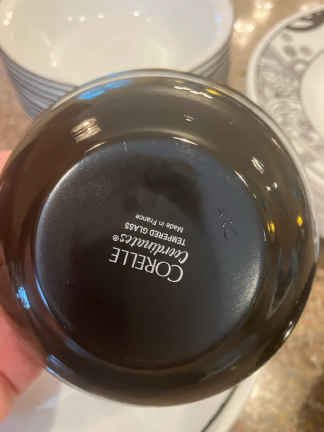 CORELLE
Coordinates®
TEMPERED GLASS
Made in France